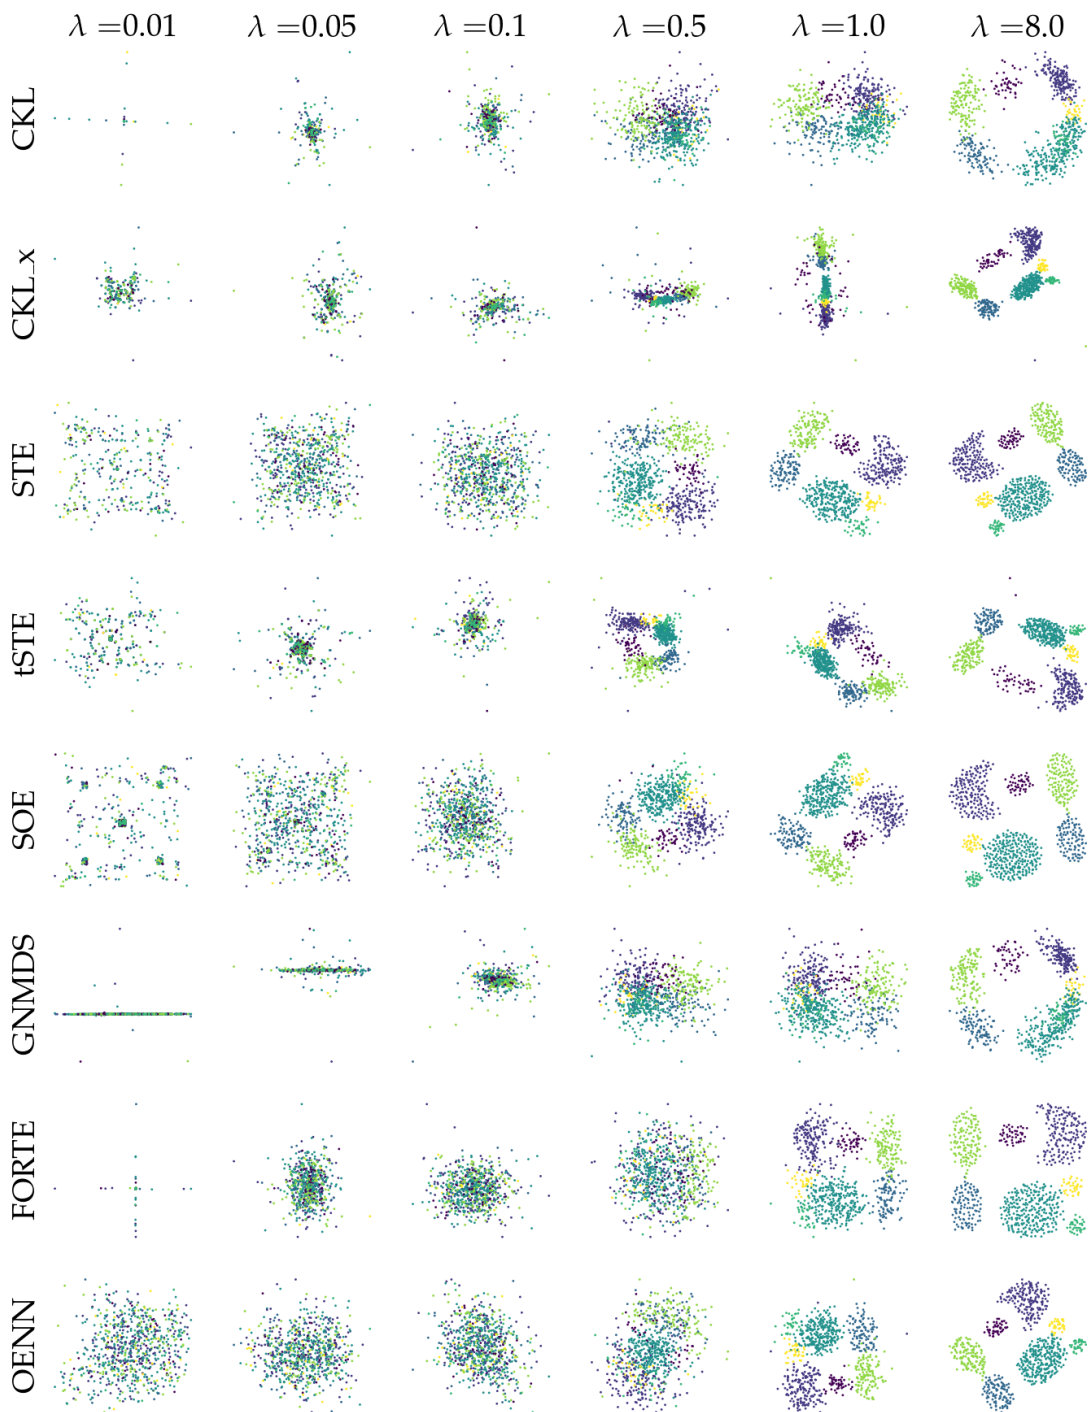 λ =0.01 λ =0.05 λ =0.1 λ =0.5 λ =1.0 λ =8.0
CKL
CKL_x
STE
tSTE
SOE
GNMDS
FORTE
OENN